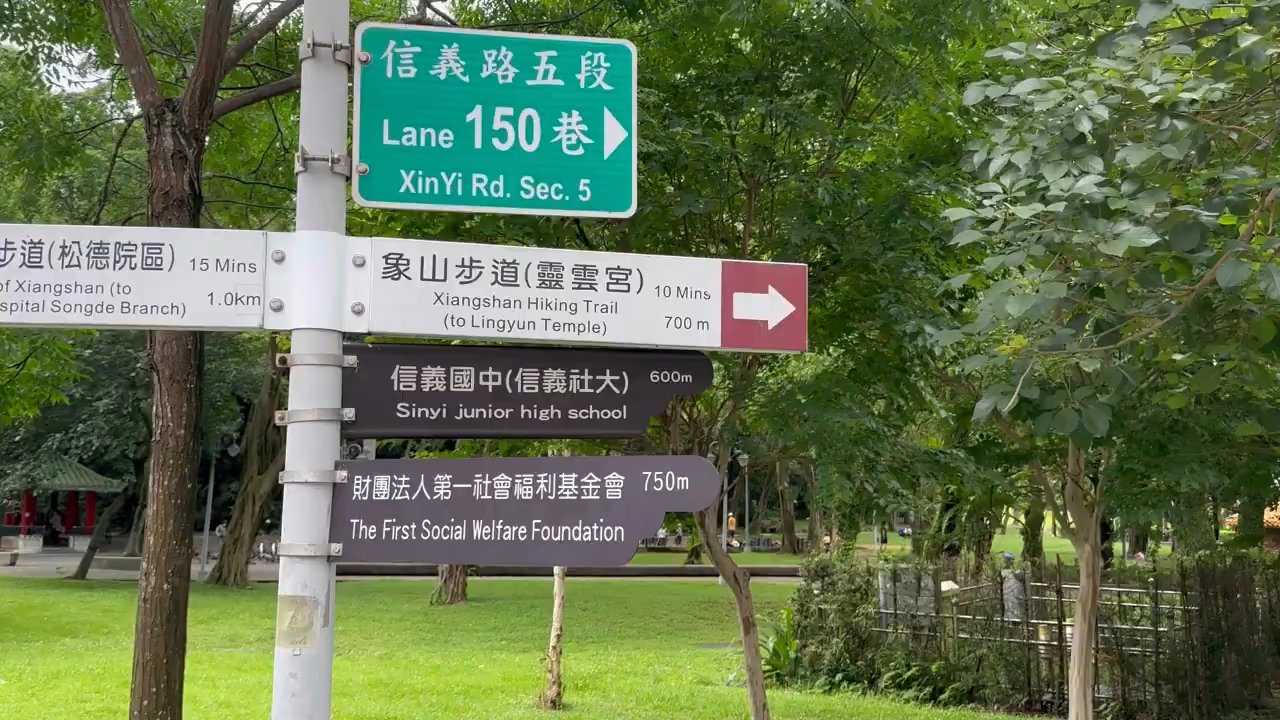 信義路五段
Lane 150 巷
XinYi Rd. Sec. 5
步道(松德院區) 15 Mins
of Xiangshan (to
spital Songde Branch) 1.0km
象山步道(靈雲宮) 10 Mins
Xiangshan Hiking Trail
(to Lingyun Temple) 700 m
信義國中(信義社大) 600m
Sinyi junior high school
財團法人第一社會福利基金會 750m
The First Social Welfare Foundation